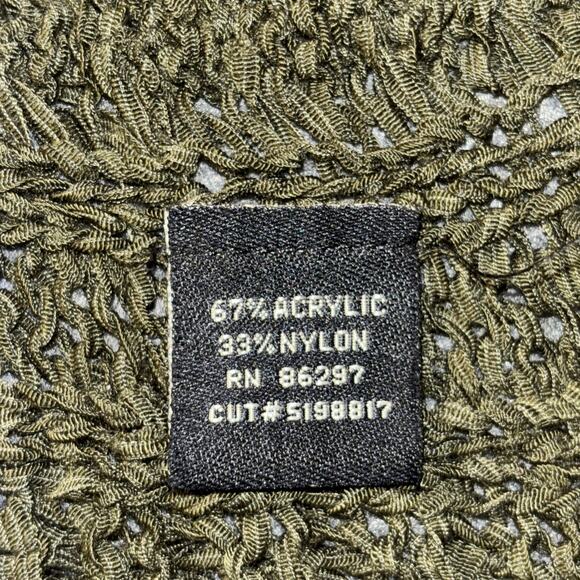 67% ACRYLIC
33% NYLON
RN 86297
CUT# 5198817